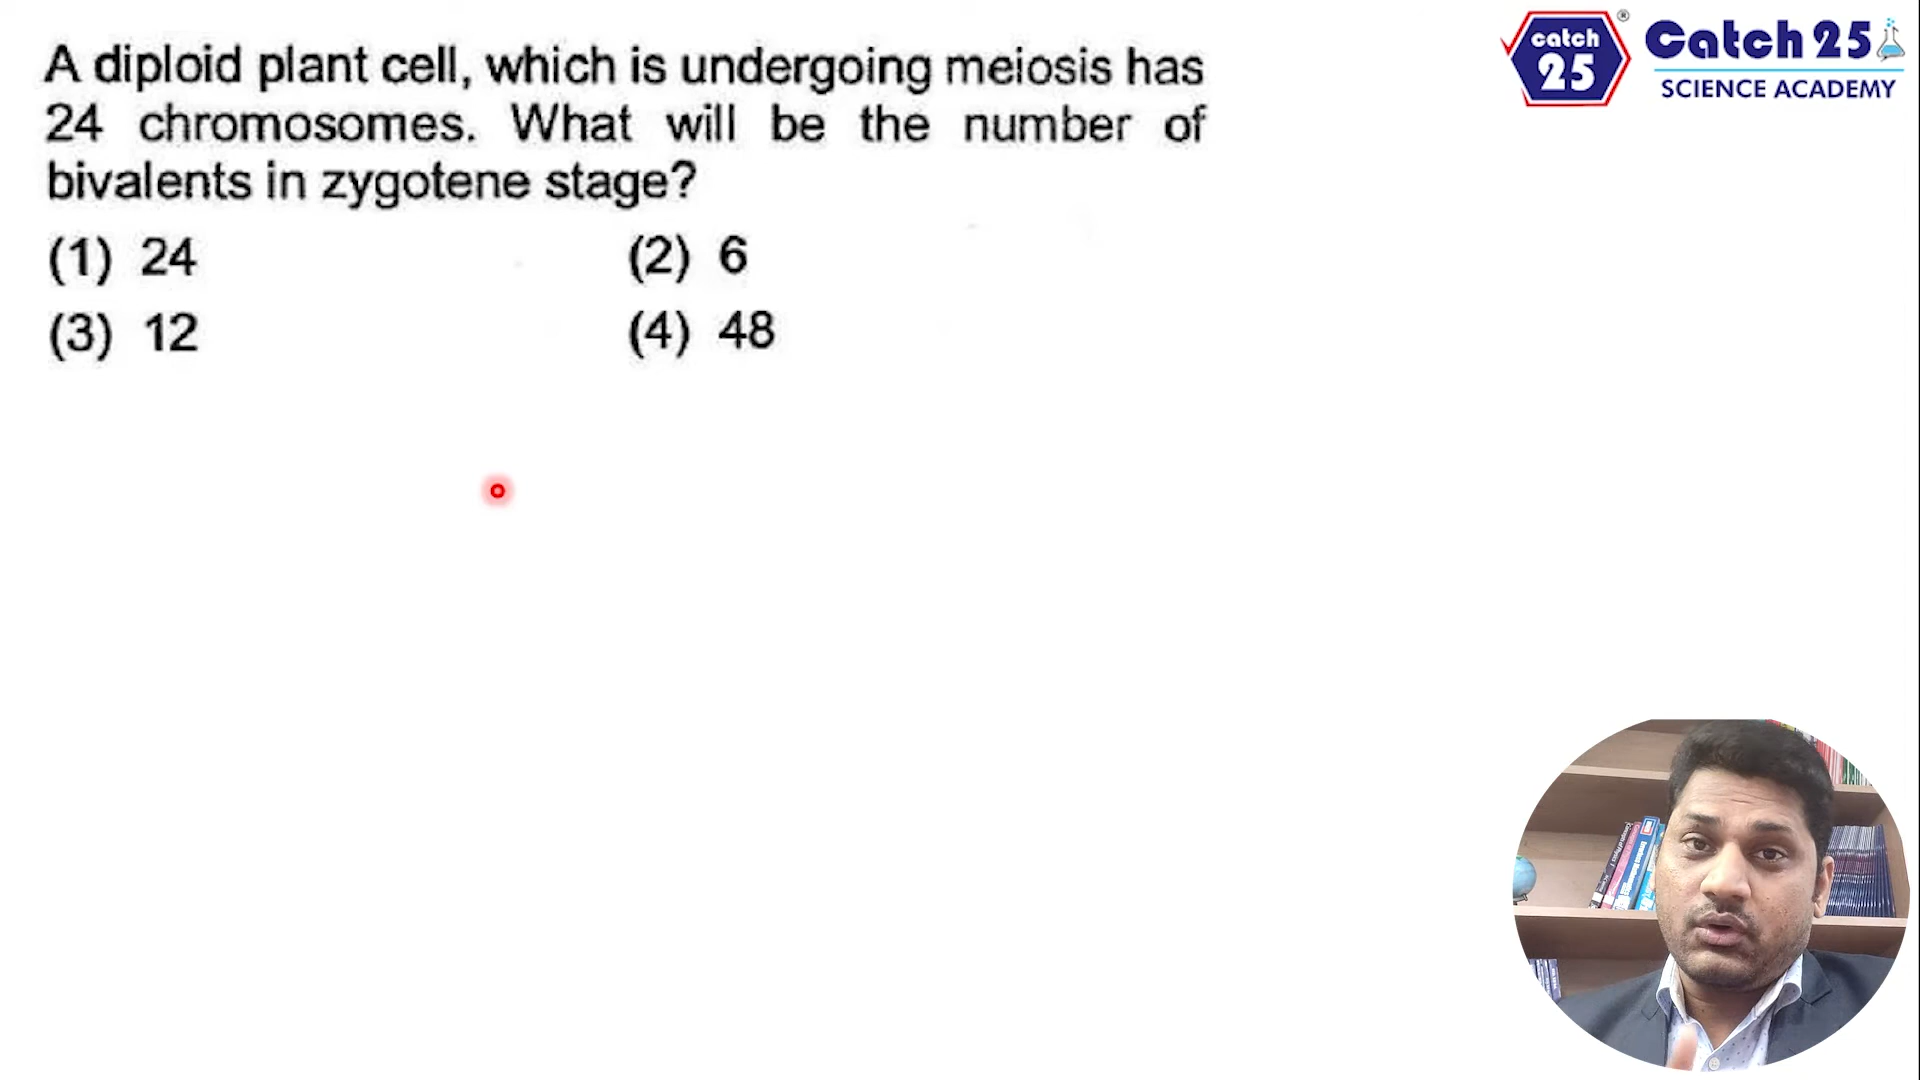 A diploid plant cell, which is undergoing meiosis has
24 chromosomes. What will be the number of
bivalents in zygotene stage?
(1) 24
(2) 6
(3) 12
(4) 48
catch
25
®
Catch 25
SCIENCE ACADEMY